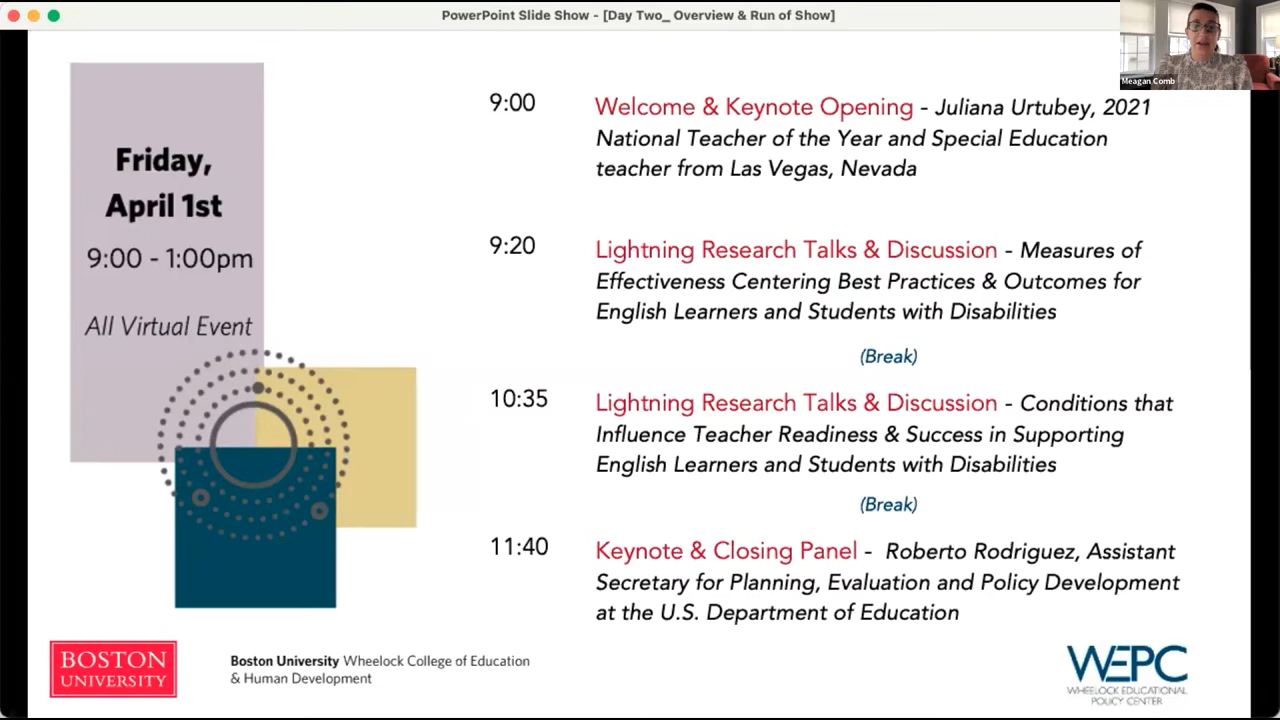 PowerPoint Slide Show - [Day Two_ Overview & Run of Show]
Meagan Comb
Friday,
April 1st
9:00 - 1:00pm
All Virtual Event
9:00
Welcome & Keynote Opening - Juliana Urtubey, 2021
National Teacher of the Year and Special Education
teacher from Las Vegas, Nevada
9:20
Lightning Research Talks & Discussion - Measures of
Effectiveness Centering Best Practices & Outcomes for
English Learners and Students with Disabilities
(Break)
10:35
Lightning Research Talks & Discussion - Conditions that
Influence Teacher Readiness & Success in Supporting
English Learners and Students with Disabilities
(Break)
11:40
Keynote & Closing Panel - Roberto Rodriguez, Assistant
Secretary for Planning, Evaluation and Policy Development
at the U.S. Department of Education
BOSTON
UNIVERSITY
Boston University Wheelock College of Education
& Human Development
WEPC
WHEELOCK EDUCATIONAL
POLICY CENTER